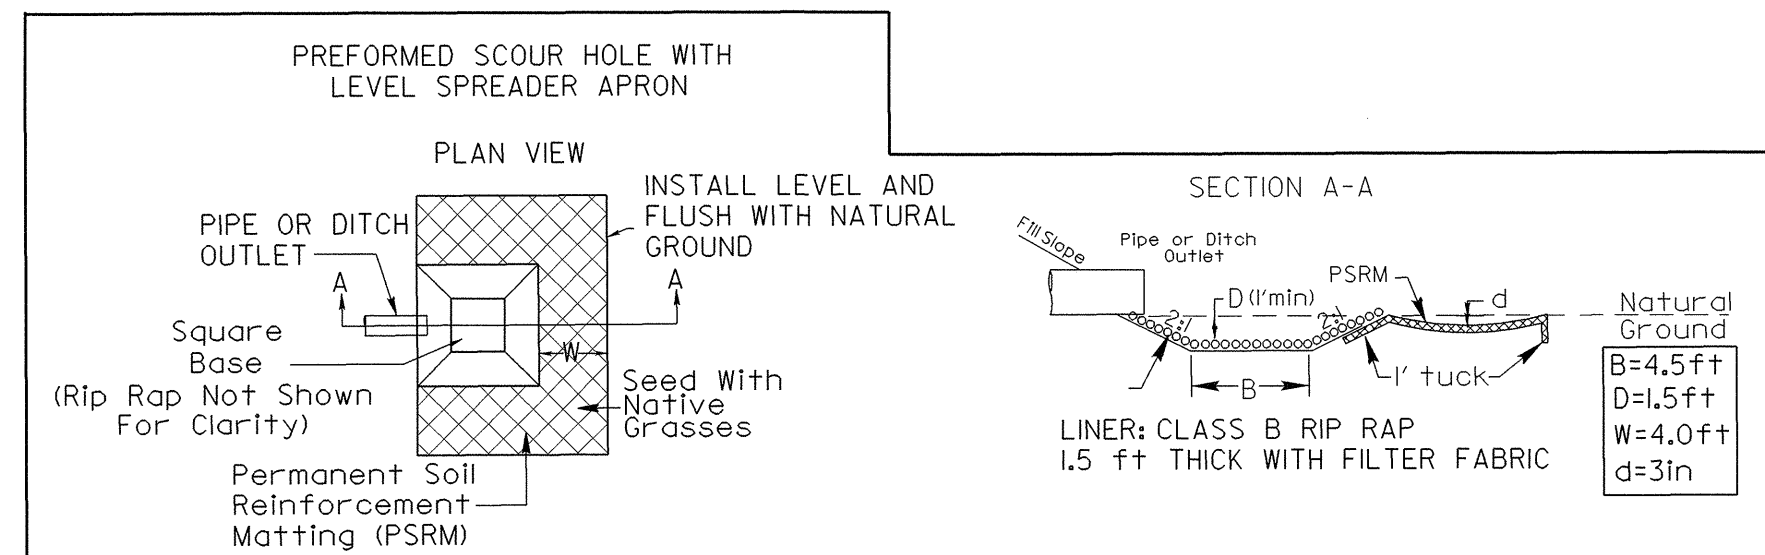 PREFORMED SCOUR HOLE WITH
LEVEL SPREADER APRON
PLAN VIEW
INSTALL LEVEL AND
FLUSH WITH NATURAL
GROUND
PIPE OR DITCH
OUTLET
A
A
Square
Base
(Rip Rap Not Shown
For Clarity)
W
Seed With
Native
Grasses
Permanent Soil
Reinforcement
Matting (PSRM)
SECTION A-A
Fill Slope
Pipe or Ditch
Outlet
PSRM
D (1'min)
d
2:1
2:1
Natural
Ground
B
1' tuck
LINER: CLASS B RIP RAP
1.5 ft THICK WITH FILTER FABRIC
B=4.5ft
D=1.5ft
W=4.0ft
d=3in